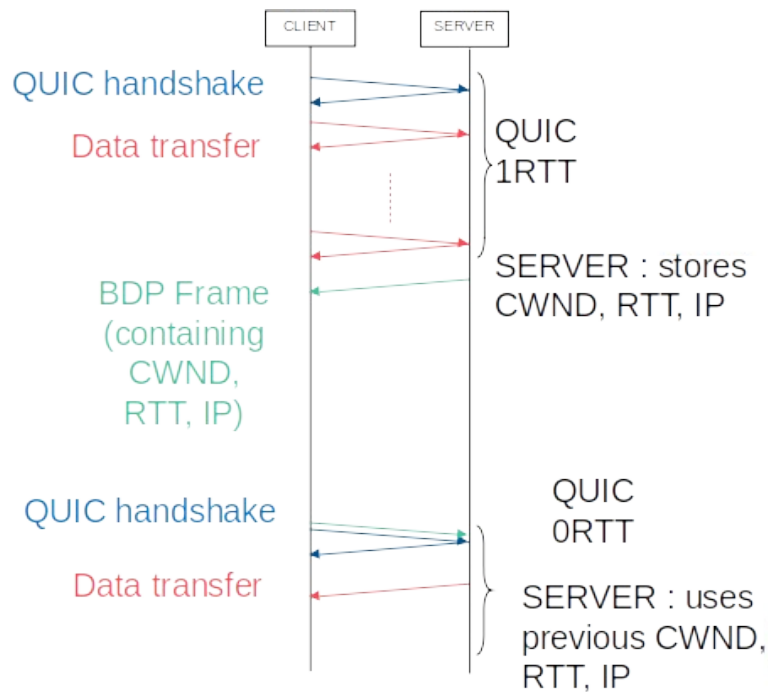 CLIENT
SERVER
QUIC handshake
Data transfer
QUIC
1RTT
SERVER : stores
CWND, RTT, IP
BDP Frame
(containing
CWND,
RTT, IP)
QUIC handshake
QUIC
0RTT
Data transfer
SERVER : uses
previous CWND,
RTT, IP